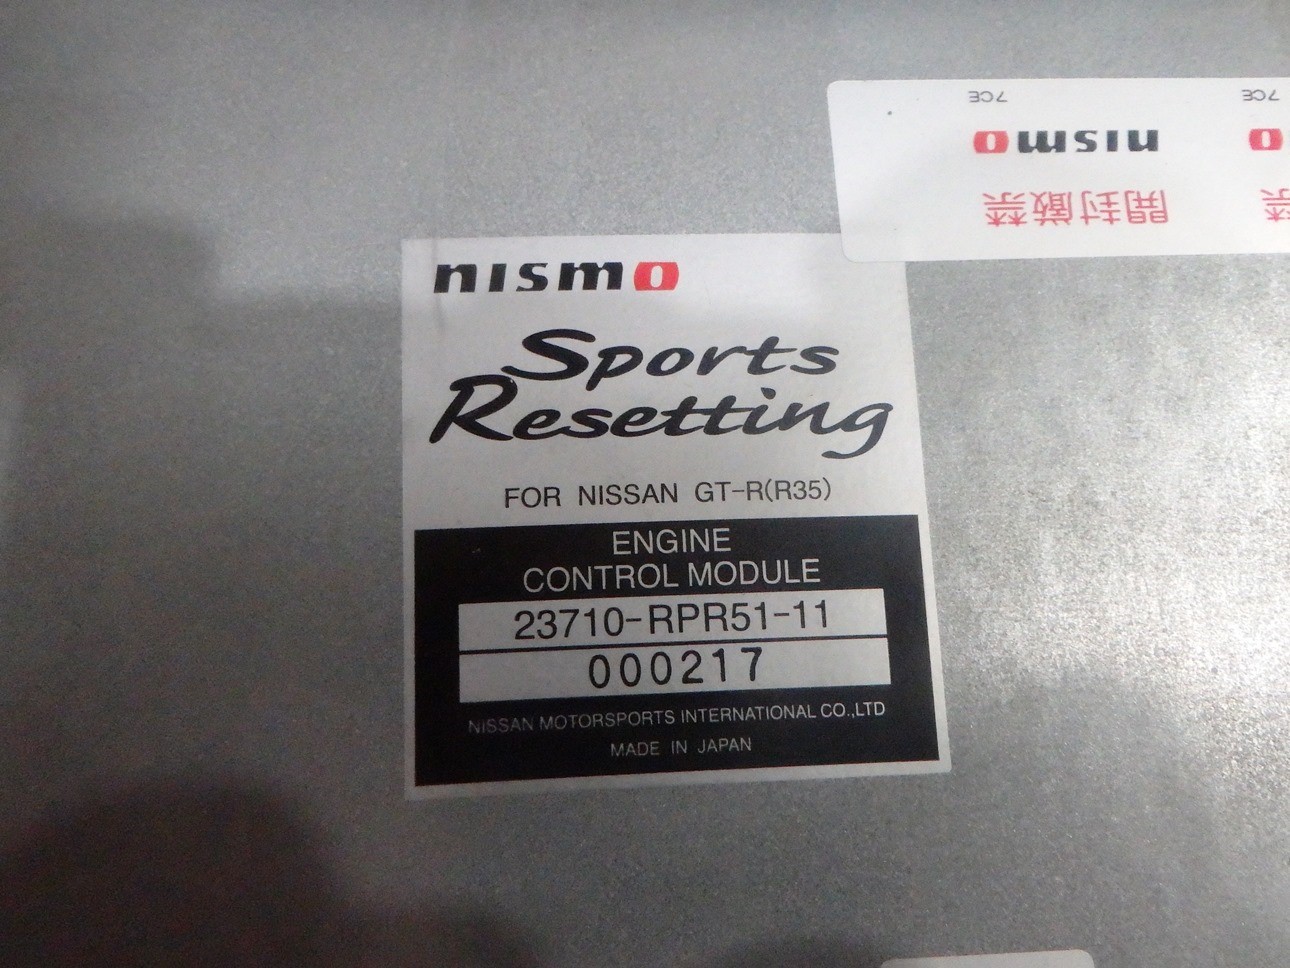 7CE 7CE
nismo
開封厳禁
nismo
Sports
Resetting
FOR NISSAN GT-R(R35)
ENGINE
CONTROL MODULE
23710-RPR51-11
000217
NISSAN MOTORSPORTS INTERNATIONAL CO.,LTD
MADE IN JAPAN